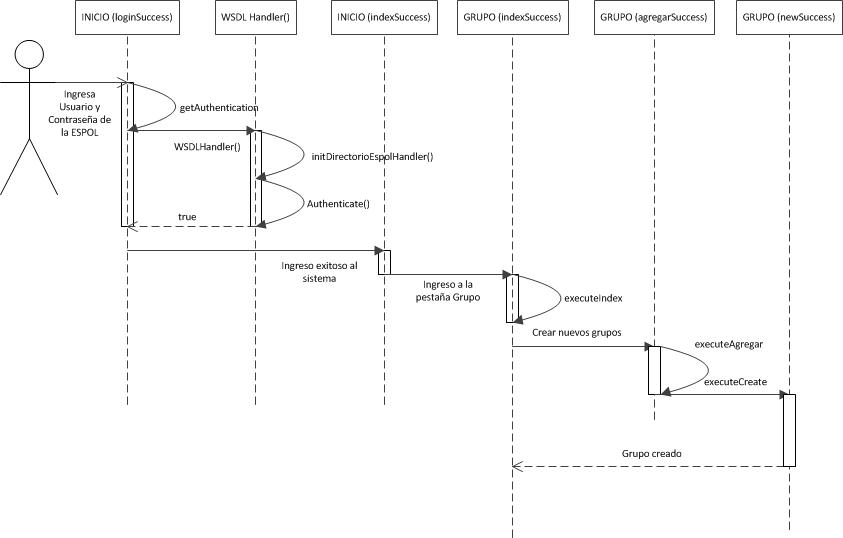 INICIO (loginSuccess)
WSDL Handler()
INICIO (indexSuccess)
GRUPO (indexSuccess)
GRUPO (agregarSuccess)
GRUPO (newSuccess)
Ingresa
Usuario y
Contraseña de
la ESPOL
getAuthentication
WSDLHandler()
initDirectorioEspolHandler()
Authenticate()
true
Ingreso exitoso al
sistema
Ingreso a la
pestaña Grupo
executeIndex
Crear nuevos grupos
executeAgregar
executeCreate
Grupo creado